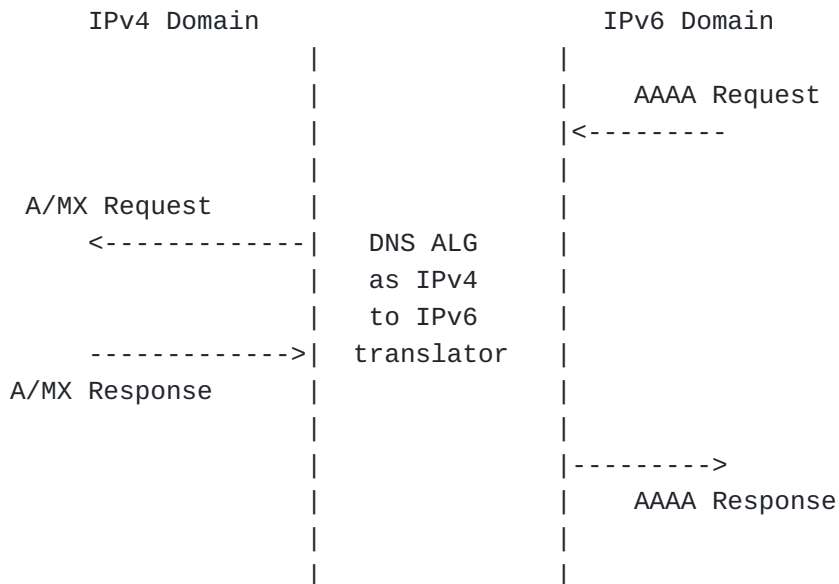 IPv4 Domain IPv6 Domain
AAAA Request
A/MX Request
DNS ALG
as IPv4
to IPv6
translator
A/MX Response
AAAA Response